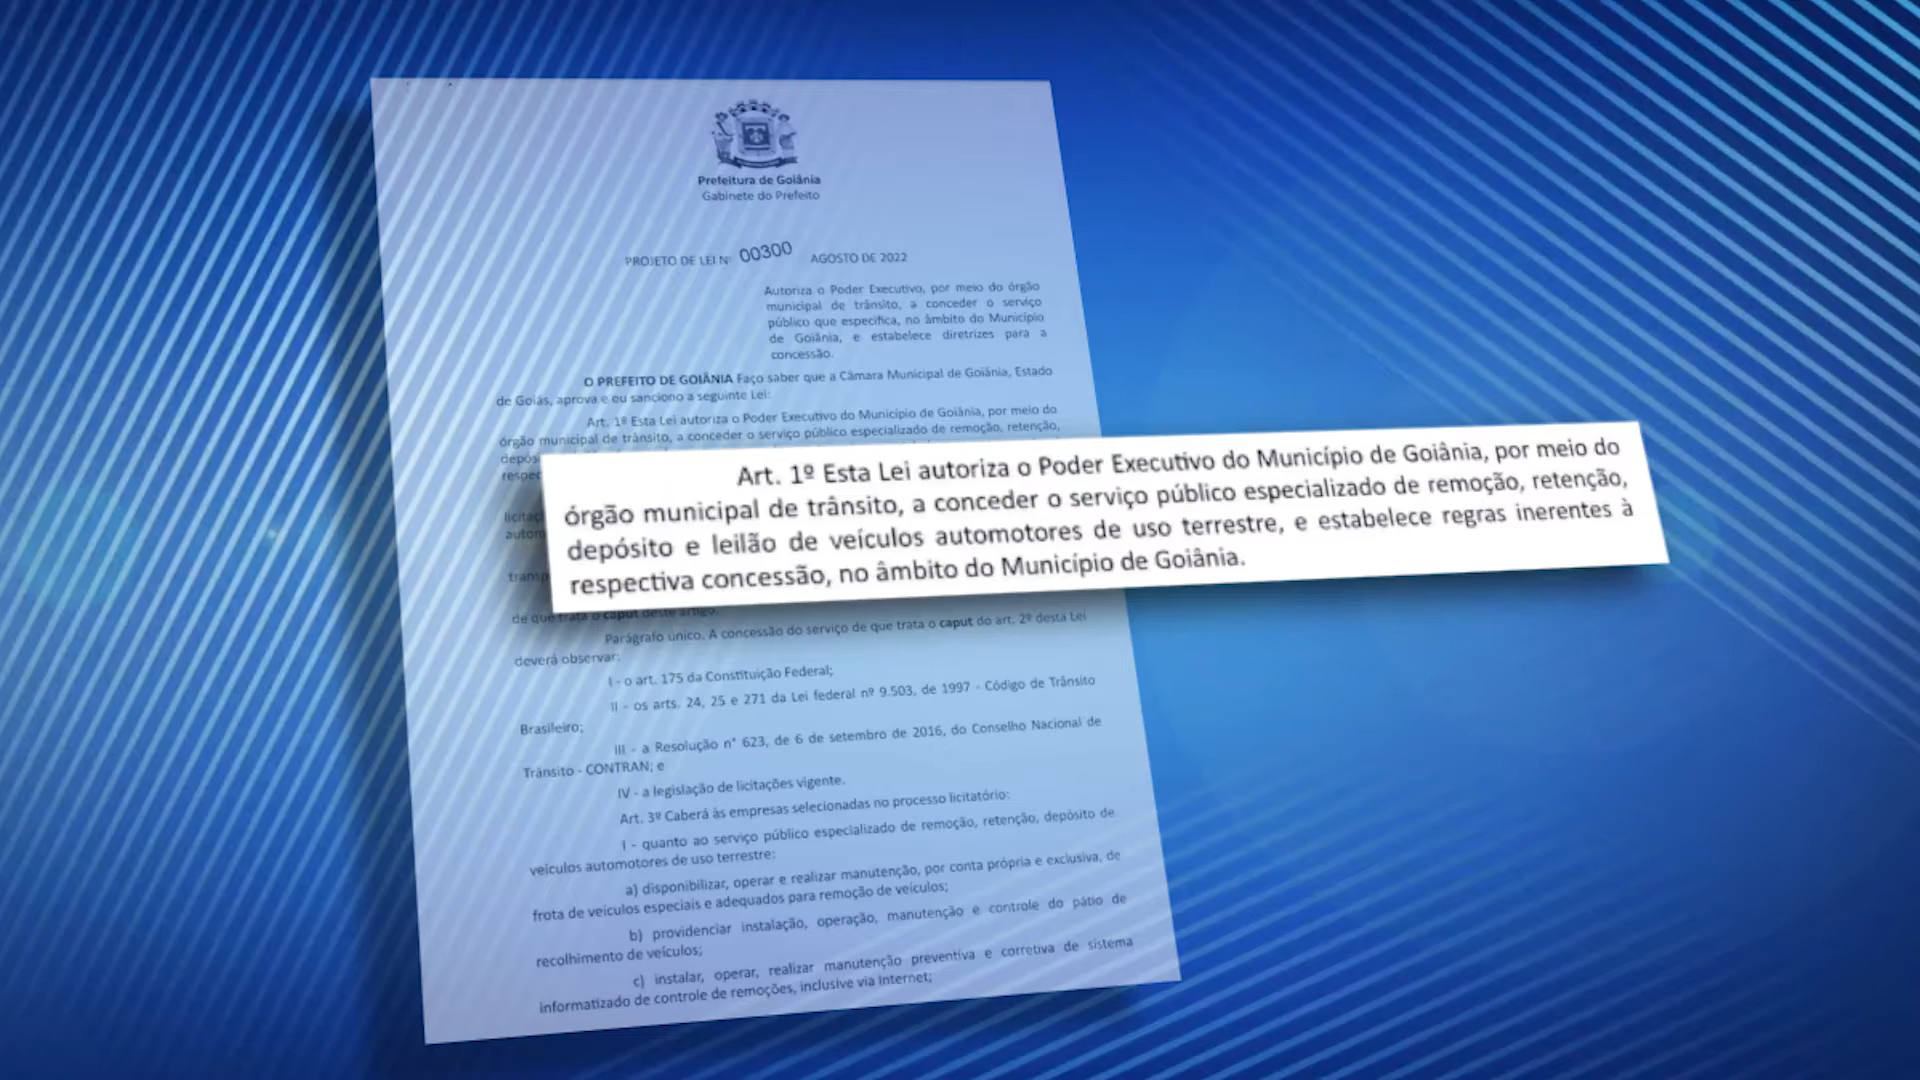 Prefeitura de Goiânia
Gabinete do Prefeito
PROJETO DE LEI Nº 00300 AGOSTO DE 2022
Autoriza o Poder Executivo, por meio do órgão
municipal de trânsito, a conceder o serviço
público que especifica, no âmbito do Município
de Goiânia, e estabelece diretrizes para a
concessão.
O PREFEITO DE GOIÂNIA Faço saber que a Câmara Municipal de Goiânia, Estado
de Goiás, aprova e eu sanciono a seguinte Lei:
Art. 1º Esta Lei autoriza o Poder Executivo do Município de Goiânia, por meio do
órgão municipal de trânsito, a conceder o serviço público especializado de remoção, retenção,
Art. 1º Esta Lei autoriza o Poder Executivo do Município de Goiânia, por meio do
órgão municipal de trânsito, a conceder o serviço público especializado de remoção, retenção,
depósito e leilão de veículos automotores de uso terrestre, e estabelece regras inerentes à
respectiva concessão, no âmbito do Município de Goiânia.
de que trata o caput deste artigo.
Parágrafo único. A concessão do serviço de que trata o caput do art. 2º desta Lei
deverá observar:
I - o art. 175 da Constituição Federal;
II - os arts. 24, 25 e 271 da Lei federal nº 9.503, de 1997 - Código de Trânsito
Brasileiro;
III - a Resolução n° 623, de 6 de setembro de 2016, do Conselho Nacional de
Trânsito - CONTRAN; e
IV - a legislação de licitações vigente.
Art. 3º Caberá às empresas selecionadas no processo licitatório:
I - quanto ao serviço público especializado de remoção, retenção, depósito de
veículos automotores de uso terrestre:
a) disponibilizar, operar e realizar manutenção, por conta própria e exclusiva, de
frota de veículos especiais e adequados para remoção de veículos;
b) providenciar instalação, operação, manutenção e controle do pátio de
recolhimento de veículos;
c) instalar, operar, realizar manutenção preventiva e corretiva de sistema
informatizado de controle de remoções, inclusive via Internet;